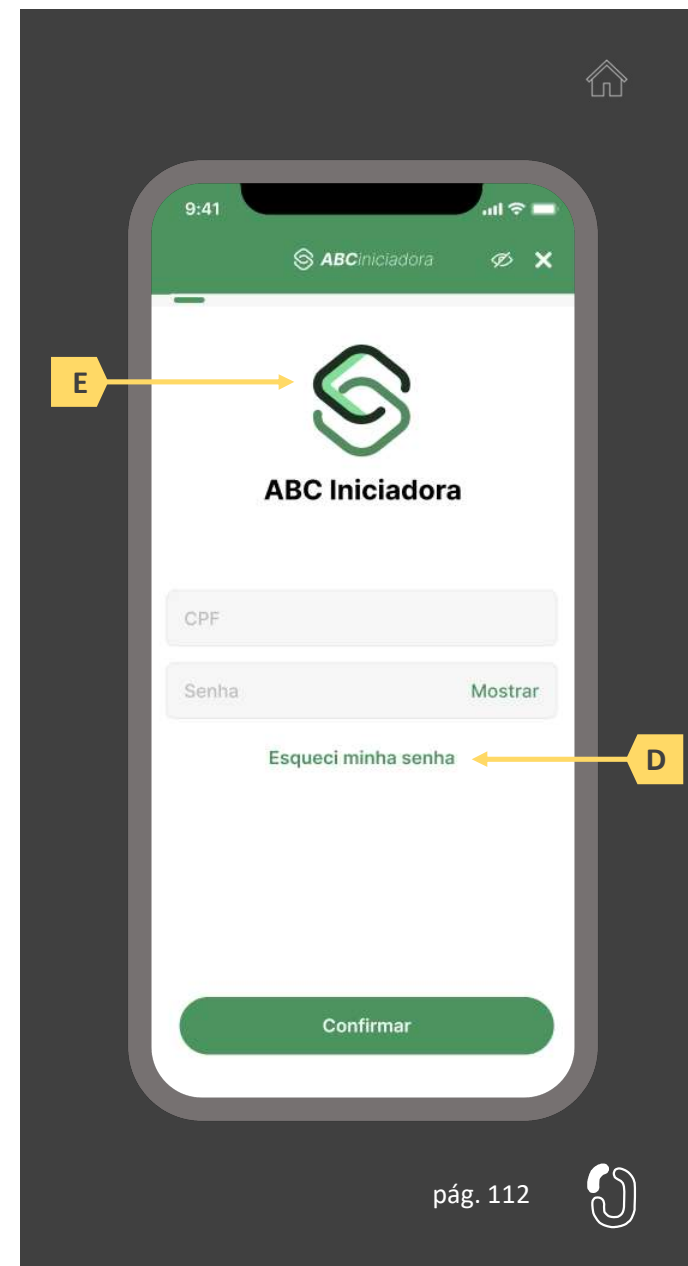 9:41
ABCiniciadora
E
ABC Iniciadora
CPF
Senha Mostrar
Esqueci minha senha
D
Confirmar
pág. 112